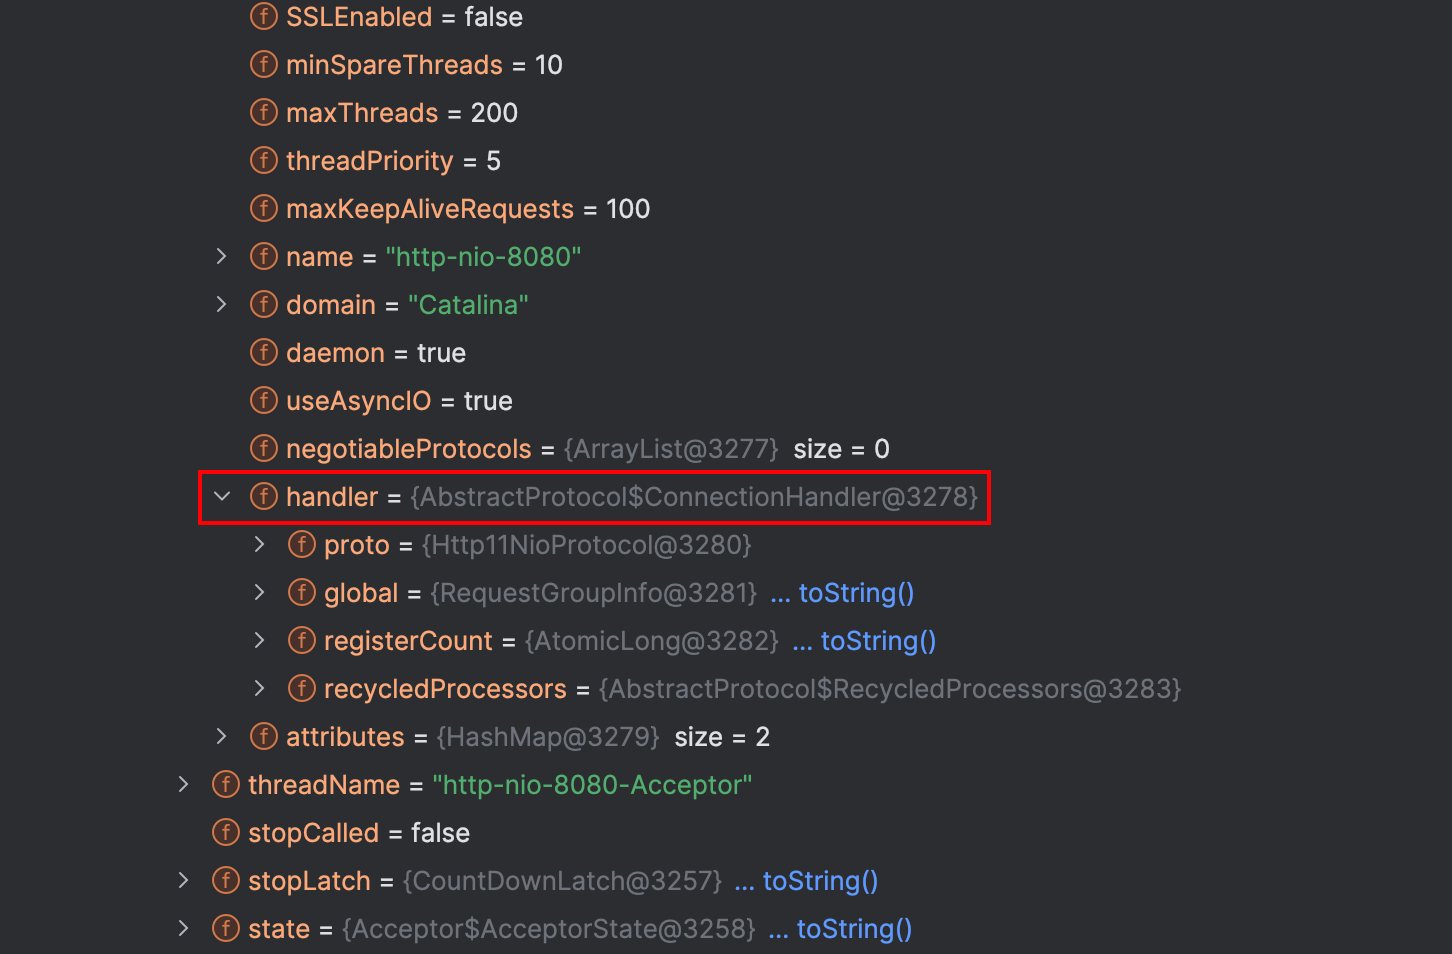 f SSLEnabled = false
f minSpareThreads = 10
f maxThreads = 200
f threadPriority = 5
f maxKeepAliveRequests = 100
f name = "http-nio-8080"
f domain = "Catalina"
f daemon = true
f useAsyncIO = true
f negotiableProtocols = {ArrayList@3277} size = 0
f handler = {AbstractProtocol$ConnectionHandler@3278}
f proto = {Http11NioProtocol@3280}
f global = {RequestGroupInfo@3281} ... toString()
f registerCount = {AtomicLong@3282} ... toString()
f recycledProcessors = {AbstractProtocol$RecycledProcessors@3283}
f attributes = {HashMap@3279} size = 2
f threadName = "http-nio-8080-Acceptor"
f stopCalled = false
f stopLatch = {CountDownLatch@3257} ... toString()
f state = {Acceptor$AcceptorState@3258} ... toString()